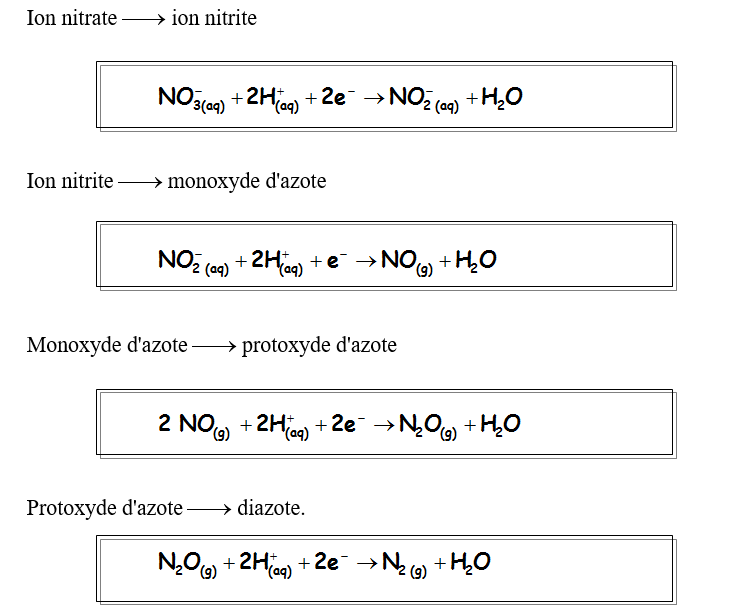 Ion nitrate ⟶ ion nitrite
NO₃⁻(aq) + 2H⁺(aq) + 2e⁻ → NO₂⁻(aq) + H₂O
Ion nitrite ⟶ monoxyde d'azote
NO₂⁻(aq) + 2H⁺(aq) + e⁻ → NO(g) + H₂O
Monoxyde d'azote ⟶ protoxyde d'azote
2 NO(g) + 2H⁺(aq) + 2e⁻ → N₂O(g) + H₂O
Protoxyde d'azote ⟶ diazote.
N₂O(g) + 2H⁺(aq) + 2e⁻ → N₂(g) + H₂O